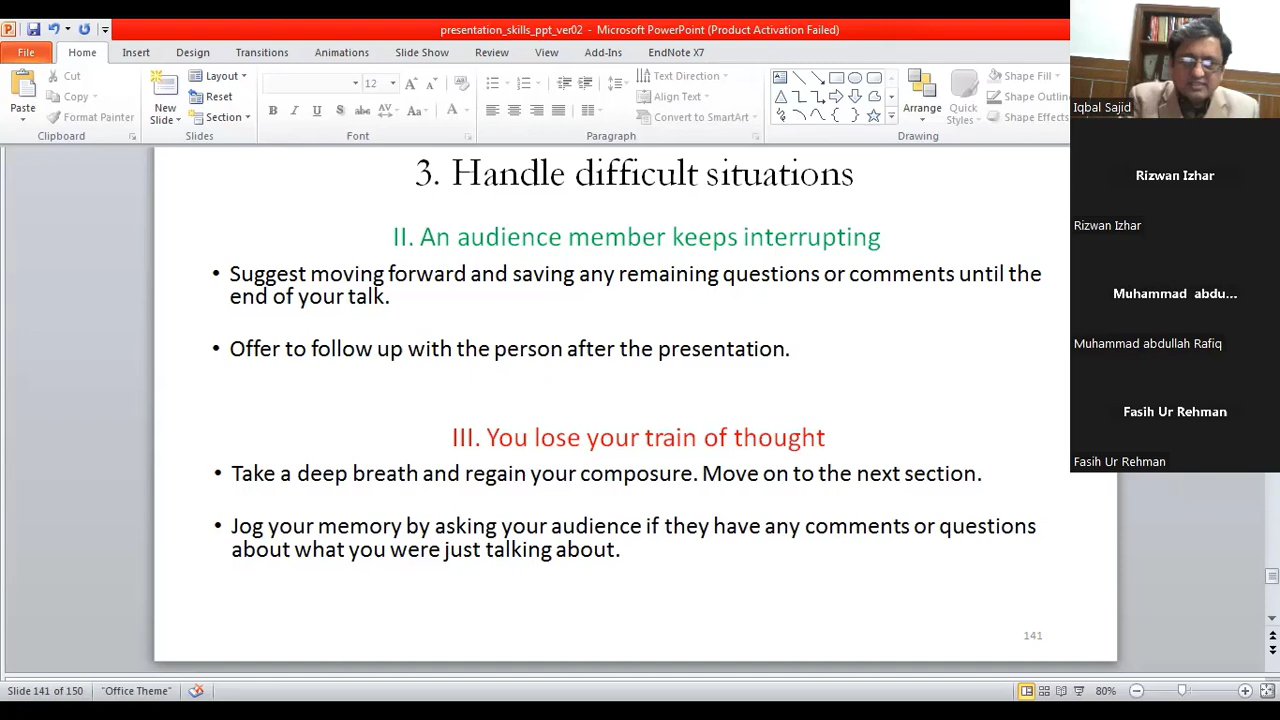 presentation_skills_ppt_ver02 - Microsoft PowerPoint (Product Activation Failed)
File Home Insert Design Transitions Animations Slide Show Review View Add-Ins EndNote X7
Paste
Cut
Copy
Format Painter
Clipboard
New
Slide
Layout
Reset
Section
Slides
12
B I U S abc AV Aa A
Font
Text Direction
Align Text
Convert to SmartArt
Paragraph
Arrange
Quick
Styles
Shape Fill
Shape Outlin
Shape Effects
Drawing
3. Handle difficult situations
II. An audience member keeps interrupting
• Suggest moving forward and saving any remaining questions or comments until the
end of your talk.
• Offer to follow up with the person after the presentation.
III. You lose your train of thought
• Take a deep breath and regain your composure. Move on to the next section.
• Jog your memory by asking your audience if they have any comments or questions
about what you were just talking about.
141
Slide 141 of 150 "Office Theme" 80%
Iqbal Sajid
Rizwan Izhar
Rizwan Izhar
Muhammad abdu...
Muhammad abdullah Rafiq
Fasih Ur Rehman
Fasih Ur Rehman